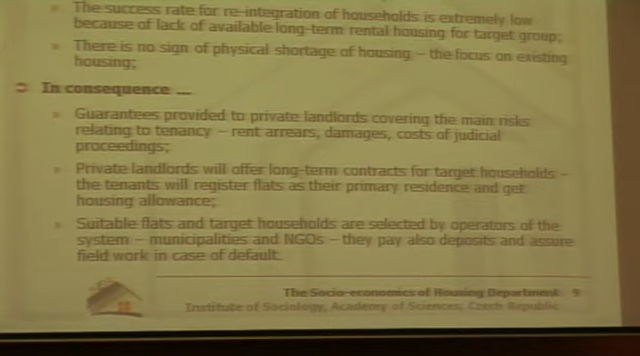 » The success rate for re-integration of households is extremely low
because of lack of available long-term rental housing for target group;
» There is no sign of physical shortage of housing – the focus on existing
housing;
In consequence ...
» Guarantees provided to private landlords covering the main risks
relating to tenancy – rent arrears, damages, costs of judicial
proceedings;
» Private landlords will offer long-term contracts for target households –
the tenants will register flats as their primary residence and get
housing allowance;
» Suitable flats and target households are selected by operators of the
system – municipalities and NGOs – they pay also deposits and assure
field work in case of default.
The Socio-economics of Housing Department 9
Institute of Sociology, Academy of Sciences, Czech Republic